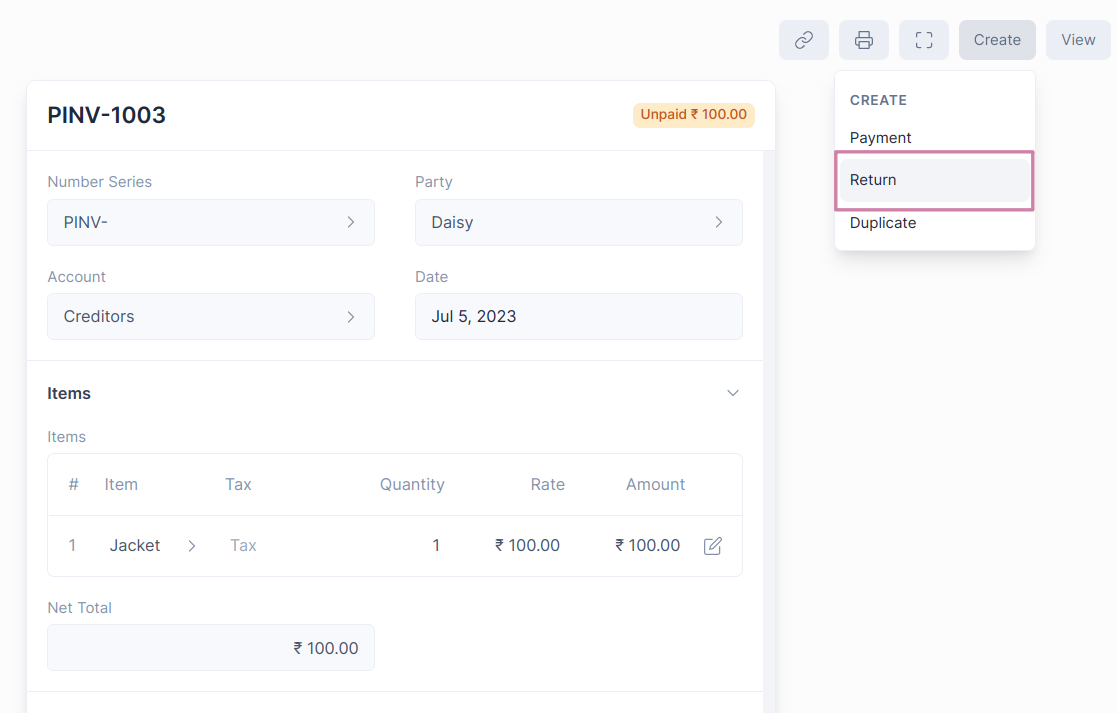 Create View
PINV-1003 Unpaid ₹ 100.00
CREATE
Payment
Return
Duplicate
Number Series Party
PINV- Daisy
Account Date
Creditors Jul 5, 2023
Items
Items
# Item Tax Quantity Rate Amount
1 Jacket Tax 1 ₹ 100.00 ₹ 100.00
Net Total
₹ 100.00